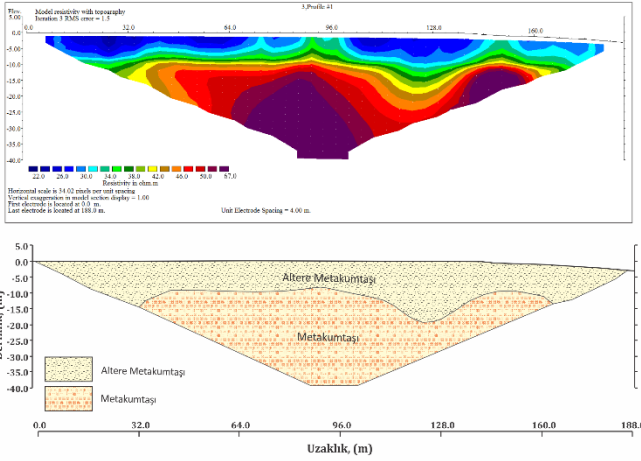 3.Profile #1
Elev. Model resistivity with topography
Iteration 3 RMS error = 1.3
5.00 0.0 32.0 64.0 96.0 128.0 160.0
0.0
-5.0
-10.0
-15.0
-20.0
-25.0
-30.0
-35.0
-40.0
22.0 26.0 30.0 34.0 38.0 42.0 46.0 50.0 67.0
Resistivity in ohm.m
Horizontal scale is 34.02 pixels per unit spacing
Vertical exaggeration in model section display = 1.00
First electrode is located at 0.0 m.
Last electrode is located at 188.0 m. Unit Electrode Spacing = 4.00 m.
5.0
0.0
-5.0
-10.0
-15.0
-20.0
-25.0
-30.0
-35.0
-40.0
Altere Metakumtaşı
Metakumtaşı
Altere Metakumtaşı
Metakumtaşı
0.0 32.0 64.0 96.0 128.0 160.0 188.0
Uzaklık, (m)